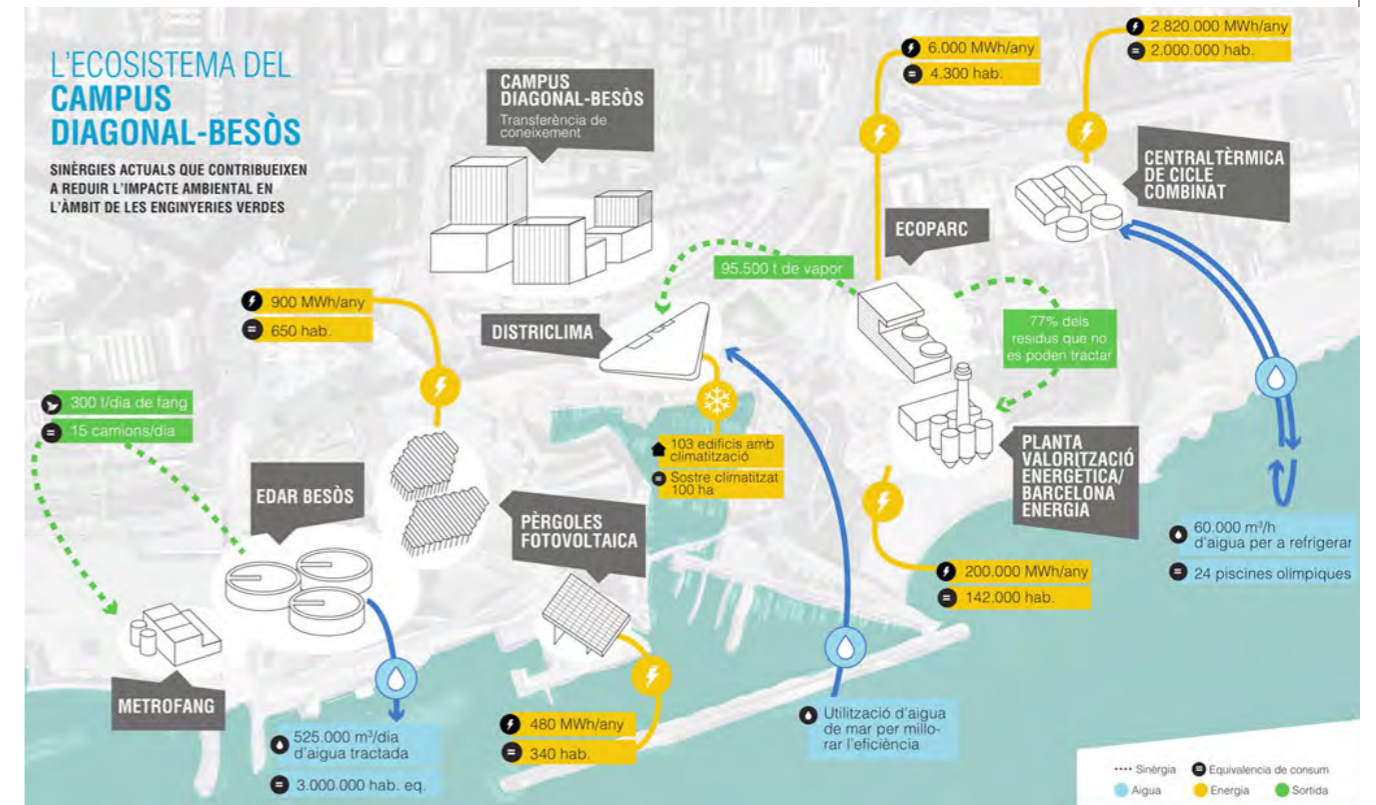 L'ECOSISTEMA DEL
CAMPUS
DIAGONAL-BESÒS
SINÈRGIES ACTUALS QUE CONTRIBUEIXEN
A REDUIR L'IMPACTE AMBIENTAL EN
L'ÀMBIT DE LES ENGINYERIES VERDES
CAMPUS
DIAGONAL-BESÒS
Transferència de
coneixement
6.000 MWh/any
= 4.300 hab.
2.820.000 MWh/any
= 2.000.000 hab.
CENTRALTÈRMICA
DE CICLE
COMBINAT
ECOPARC
95.500 t de vapor
77% dels
residus que no
es poden tractar
900 MWh/any
= 650 hab.
DISTRICLIMA
300 t/dia de fang
= 15 camions/dia
103 edificis amb
climatització
= Sostre climatitzat
100 ha
PLANTA
VALORITZACIÓ
ENERGÈTICA/
BARCELONA
ENERGIA
EDAR BESÒS
PÈRGOLES
FOTOVOLTAICA
60.000 m³/h
d'aigua per a refrigerar
= 24 piscines olímpiques
200.000 MWh/any
= 142.000 hab.
METROFANG
525.000 m³/dia
d'aigua tractada
= 3.000.000 hab. eq.
480 MWh/any
= 340 hab.
Utilització d'aigua
de mar per millo-
rar l'eficiència
Sinèrgia = Equivalencia de consum
Aigua Energia Sortida